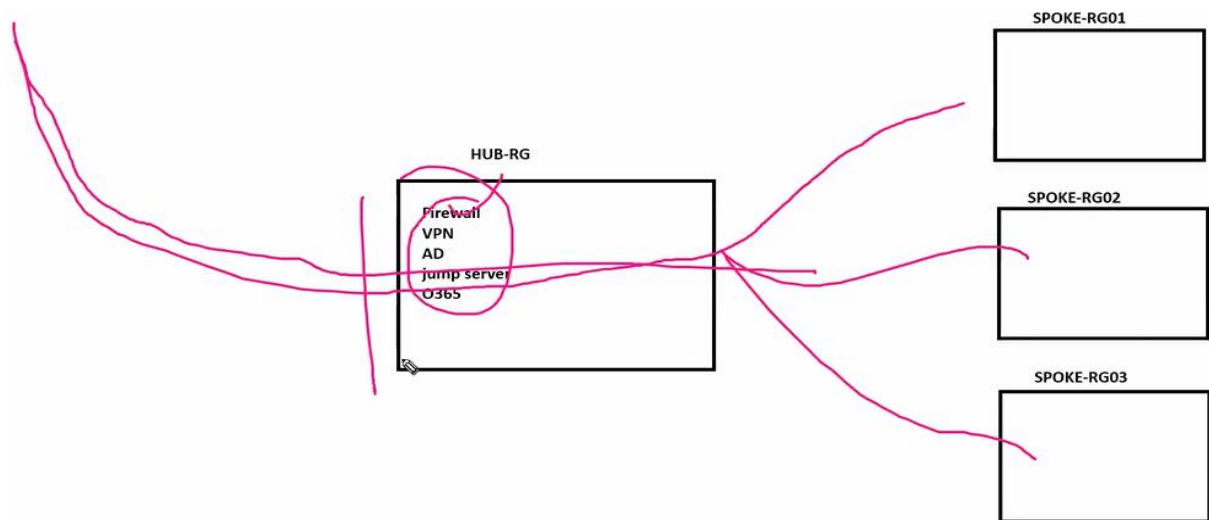 SPOKE-RG01
HUB-RG
Firewall
VPN
AD
jump server
O365
SPOKE-RG02
SPOKE-RG03